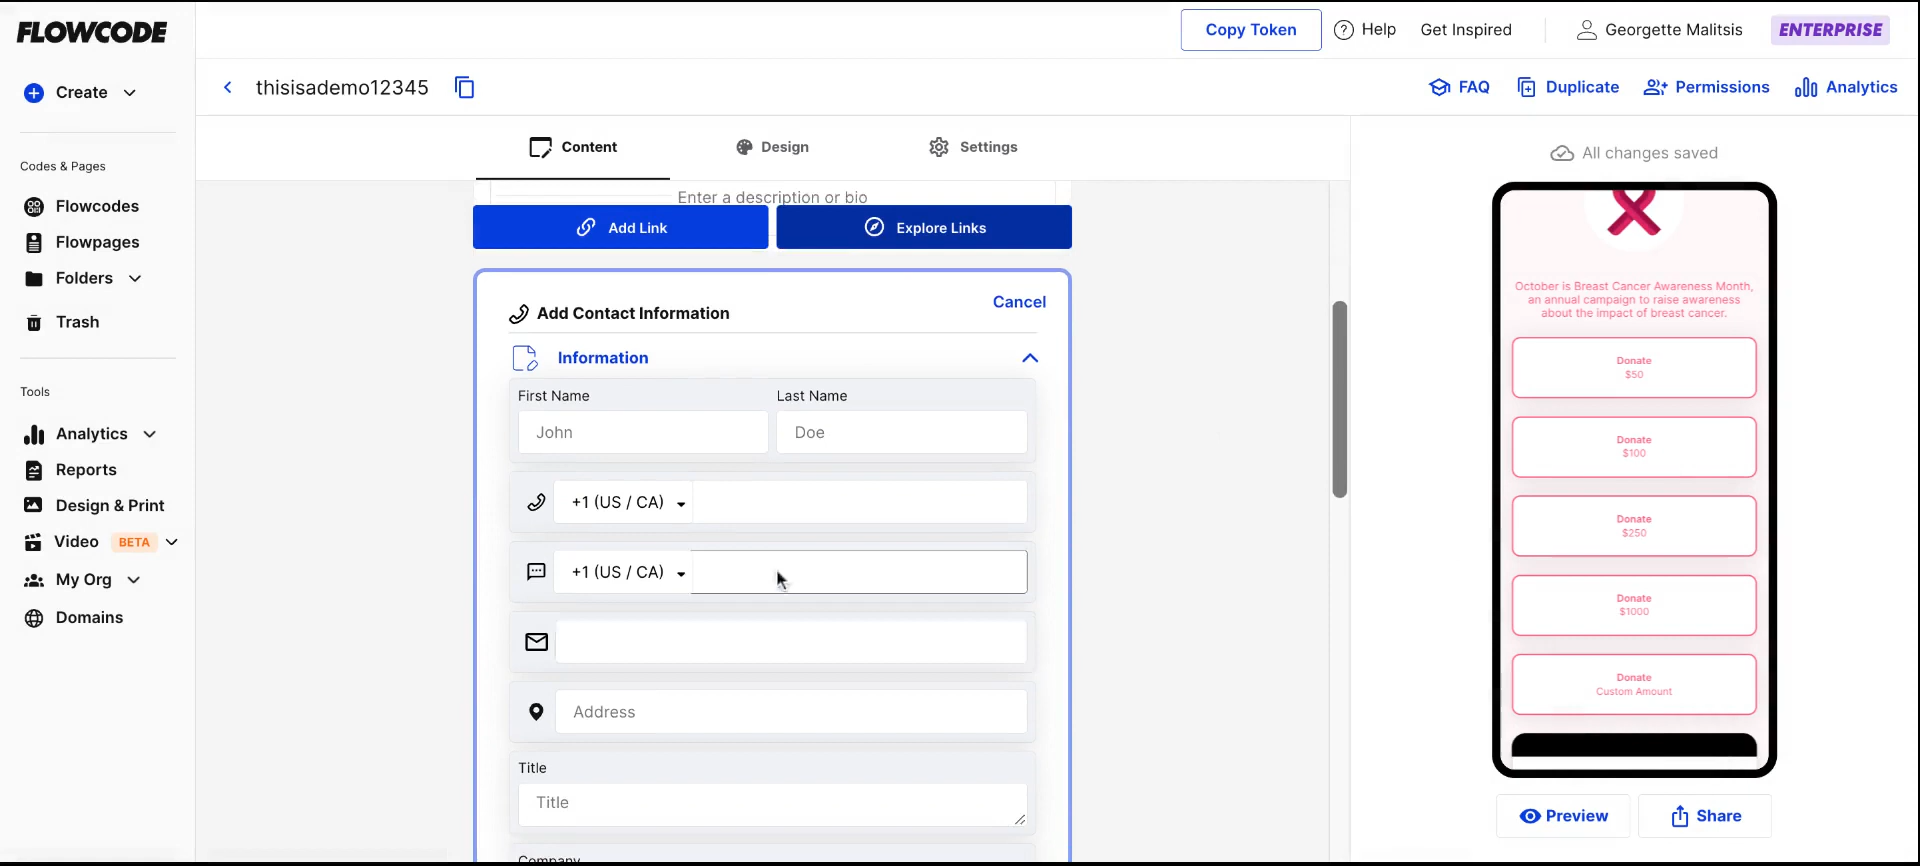 FLOWCODE
Copy Token
Help
Get Inspired
Georgette Malitsis
ENTERPRISE
Create
thisisademo12345
FAQ
Duplicate
Permissions
Analytics
Codes & Pages
Flowcodes
Flowpages
Folders
Trash
Tools
Analytics
Reports
Design & Print
Video BETA
My Org
Domains
Content
Design
Settings
Enter a description or bio
Add Link
Explore Links
Add Contact Information
Cancel
Information
First Name
Last Name
John
Doe
+1 (US / CA)
+1 (US / CA)
Address
Title
Title
Company
All changes saved
October is Breast Cancer Awareness Month,
an annual campaign to raise awareness
about the impact of breast cancer.
Donate
$50
Donate
$100
Donate
$250
Donate
$1000
Donate
Custom Amount
Preview
Share